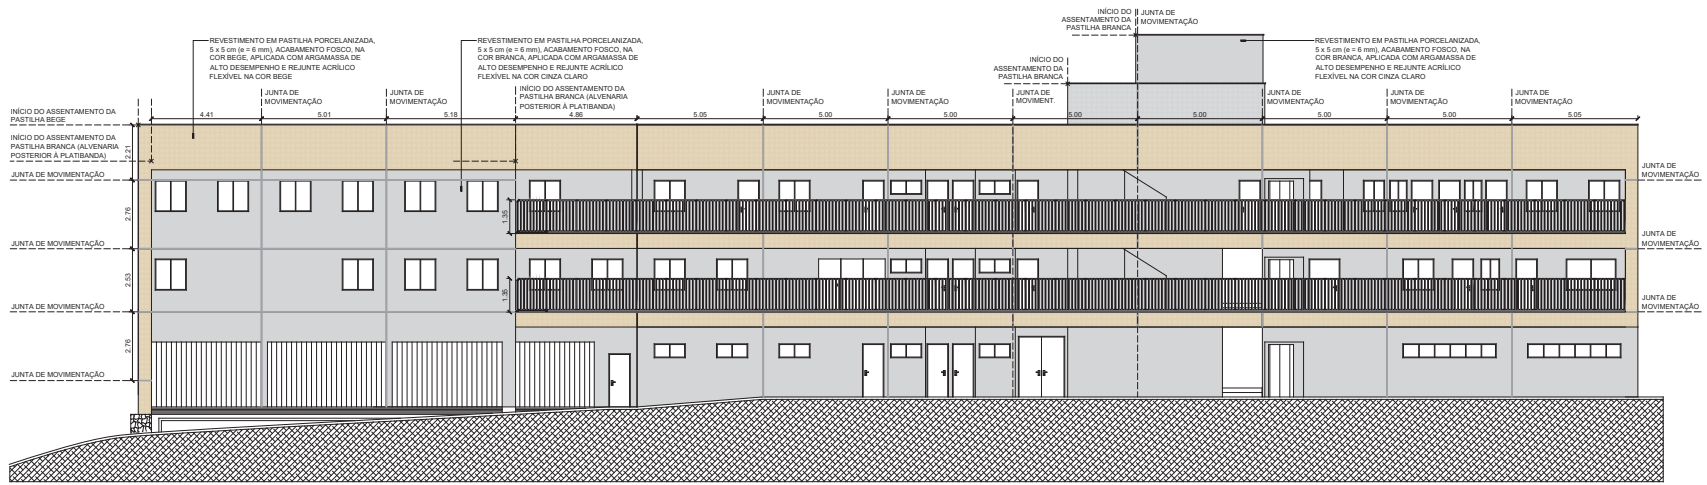 INÍCIO DO
ASSENTAMENTO DA
PASTILHA BRANCA
JUNTA DE
MOVIMENTAÇÃO
REVESTIMENTO EM PASTILHA PORCELANIZADA,
5 x 5 cm (e = 6 mm), ACABAMENTO FOSCO, NA
COR BEGE, APLICADA COM ARGAMASSA DE
ALTO DESEMPENHO E REJUNTE ACRÍLICO
FLEXÍVEL NA COR BEGE
REVESTIMENTO EM PASTILHA PORCELANIZADA,
5 x 5 cm (e = 6 mm), ACABAMENTO FOSCO, NA
COR BRANCA, APLICADA COM ARGAMASSA DE
ALTO DESEMPENHO E REJUNTE ACRÍLICO
FLEXÍVEL NA COR CINZA CLARO
REVESTIMENTO EM PASTILHA PORCELANIZADA,
5 x 5 cm (e = 6 mm), ACABAMENTO FOSCO, NA
COR BRANCA, APLICADA COM ARGAMASSA DE
ALTO DESEMPENHO E REJUNTE ACRÍLICO
FLEXÍVEL NA COR CINZA CLARO
INÍCIO DO
ASSENTAMENTO DA
PASTILHA BRANCA
JUNTA DE
MOVIMENTAÇÃO
JUNTA DE
MOVIMENTAÇÃO
INÍCIO DO ASSENTAMENTO DA
PASTILHA BRANCA (ALVENARIA
POSTERIOR À PLATIBANDA)
JUNTA DE
MOVIMENTAÇÃO
JUNTA DE
MOVIMENTAÇÃO
JUNTA DE
MOVIMENT.
JUNTA DE
MOVIMENTAÇÃO
JUNTA DE
MOVIMENTAÇÃO
JUNTA DE
MOVIMENTAÇÃO
INÍCIO DO ASSENTAMENTO DA
PASTILHA BEGE
4.41
5.01
5.18
4.86
5.05
5.00
5.00
5.00
5.00
5.00
5.00
5.05
INÍCIO DO ASSENTAMENTO DA
PASTILHA BRANCA (ALVENARIA
POSTERIOR À PLATIBANDA)
2.21
JUNTA DE MOVIMENTAÇÃO
JUNTA DE
MOVIMENTAÇÃO
2.76
1.35
JUNTA DE MOVIMENTAÇÃO
JUNTA DE
MOVIMENTAÇÃO
2.53
1.35
JUNTA DE MOVIMENTAÇÃO
JUNTA DE
MOVIMENTAÇÃO
2.76
JUNTA DE MOVIMENTAÇÃO